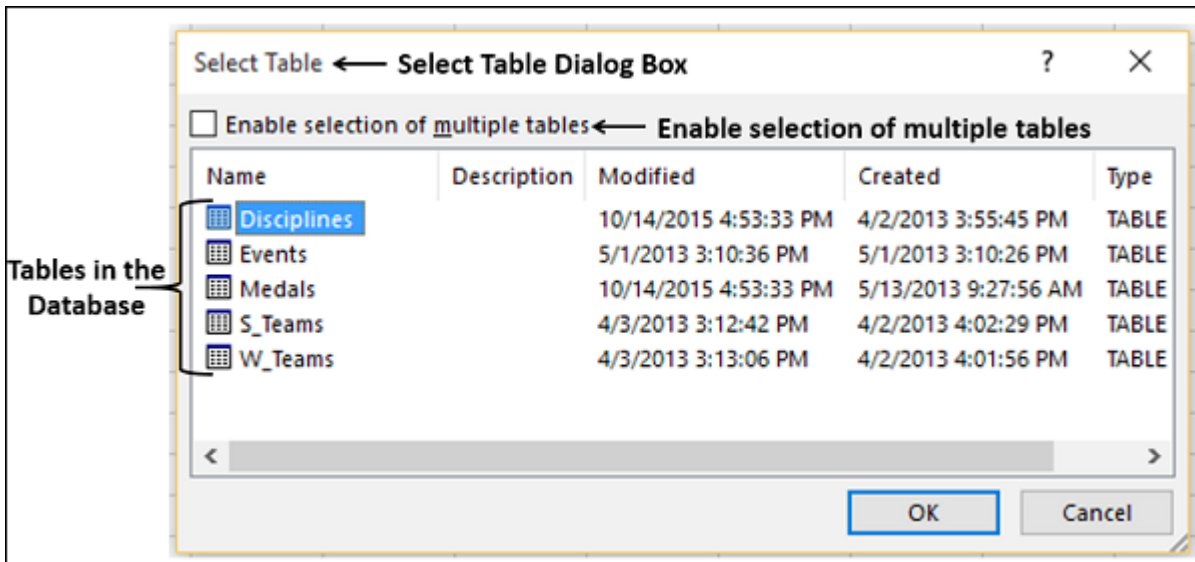 Select Table Select Table Dialog Box ?
Enable selection of multiple tables Enable selection of multiple tables
Name Description Modified Created Type
Disciplines 10/14/2015 4:53:33 PM 4/2/2013 3:55:45 PM TABLE
Events 5/1/2013 3:10:36 PM 5/1/2013 3:10:26 PM TABLE
Tables in the
Database
Medals 10/14/2015 4:53:33 PM 5/13/2013 9:27:56 AM TABLE
S_Teams 4/3/2013 3:12:42 PM 4/2/2013 4:02:29 PM TABLE
W_Teams 4/3/2013 3:13:06 PM 4/2/2013 4:01:56 PM TABLE
OK Cancel